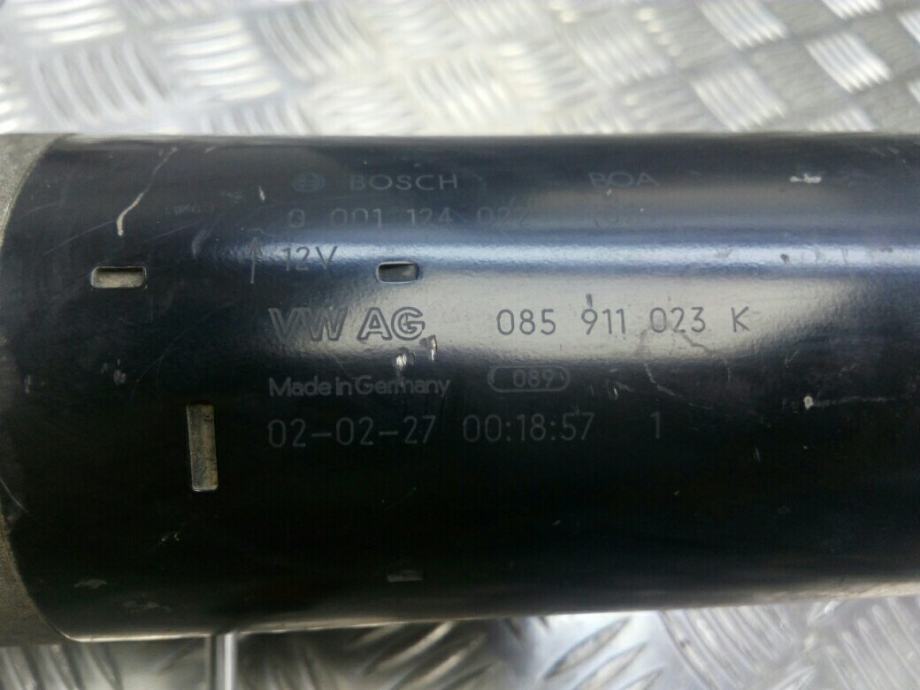 BOSCH BOA
0 001 124 022
12V
VW AG 085 911 023 K
Made in Germany 089
02-02-27 00:18:57 1